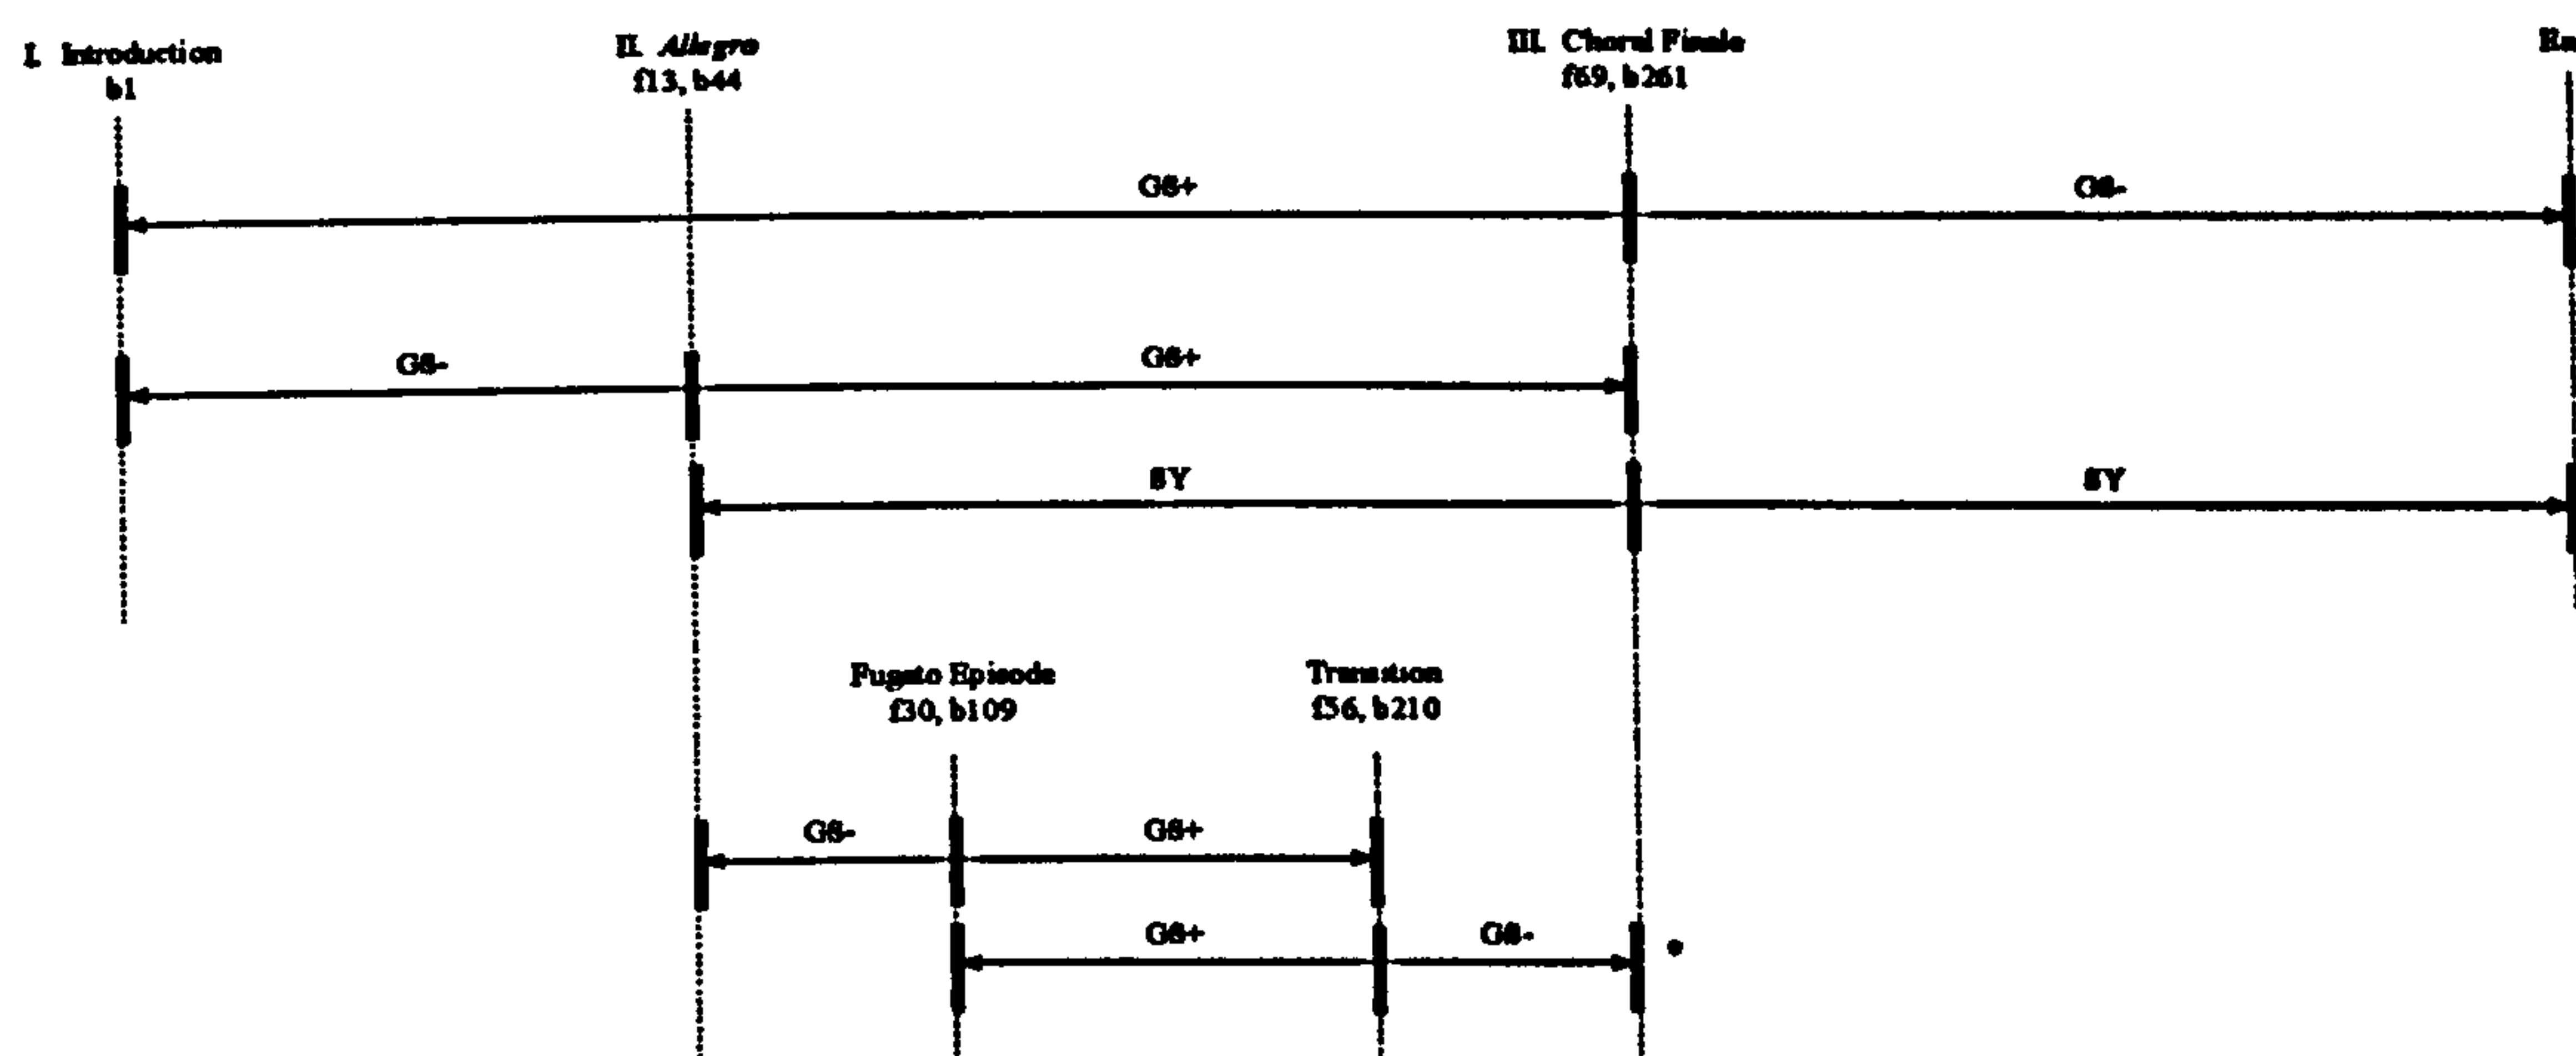 I. Introduction
b1
II. Allegro
f13, b44
III. Choral Finale
f69, b261
GS+
GS-
GS-
GS+
SY
SY
Fugato Episode
f30, b109
Transition
f56, b210
GS-
GS+
GS+
GS-